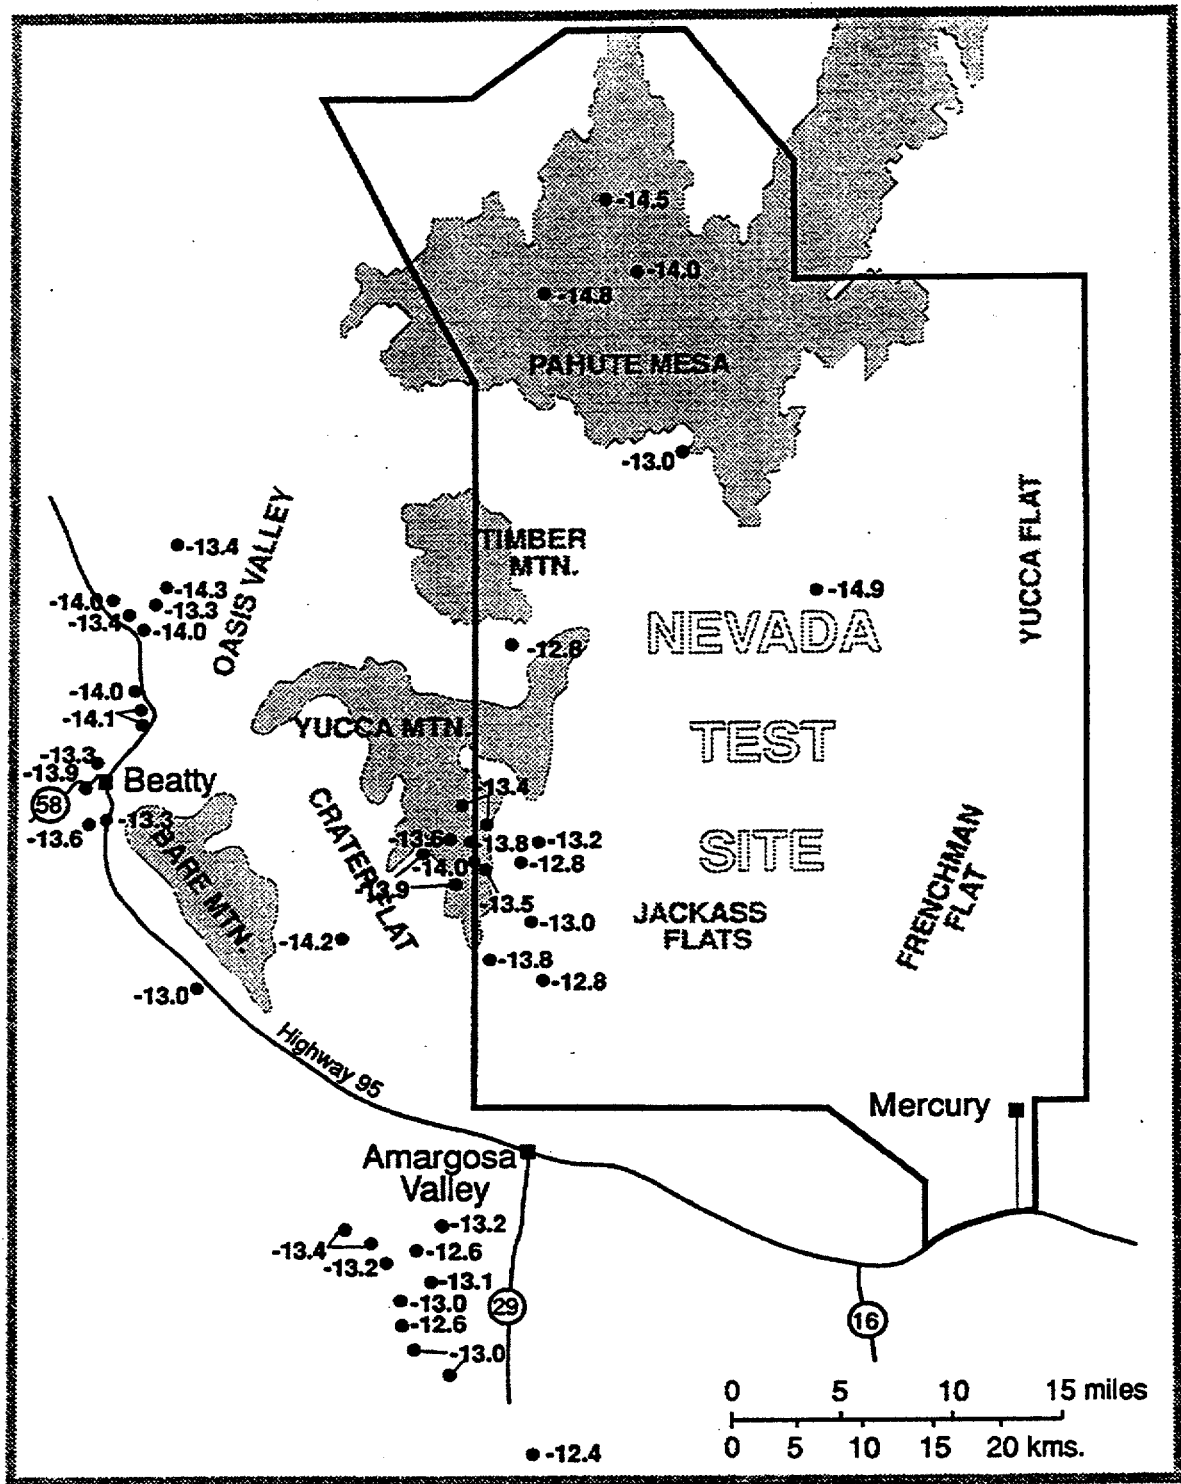 -14.5
-14.0
-14.8
PAHUTE MESA
-13.0
YUCCA FLAT
OASIS VALLEY
-13.4
TIMBER
MTN.
-14.3
-14.0
-13.3
-13.4
-14.0
-14.9
NEVADA
-12.8
-14.0
-14.1
YUCCA MTN.
TEST
-13.3
-13.9
Beatty
58
-13.4
-13.3
-13.6
BARE MTN.
CRATER FLAT
-13.6
-13.8
-13.2
-14.0
-12.8
-13.9
-13.5
SITE
JACKASS
FLATS
FRENCHMAN
FLAT
-13.0
-14.2
-13.8
-12.8
-13.0
Highway 95
Mercury
Amargosa
Valley
-13.2
-13.4
-12.6
-13.2
-13.1
-13.0
29
-12.6
16
-13.0
0 5 10 15 miles
0 5 10 15 20 kms.
-12.4